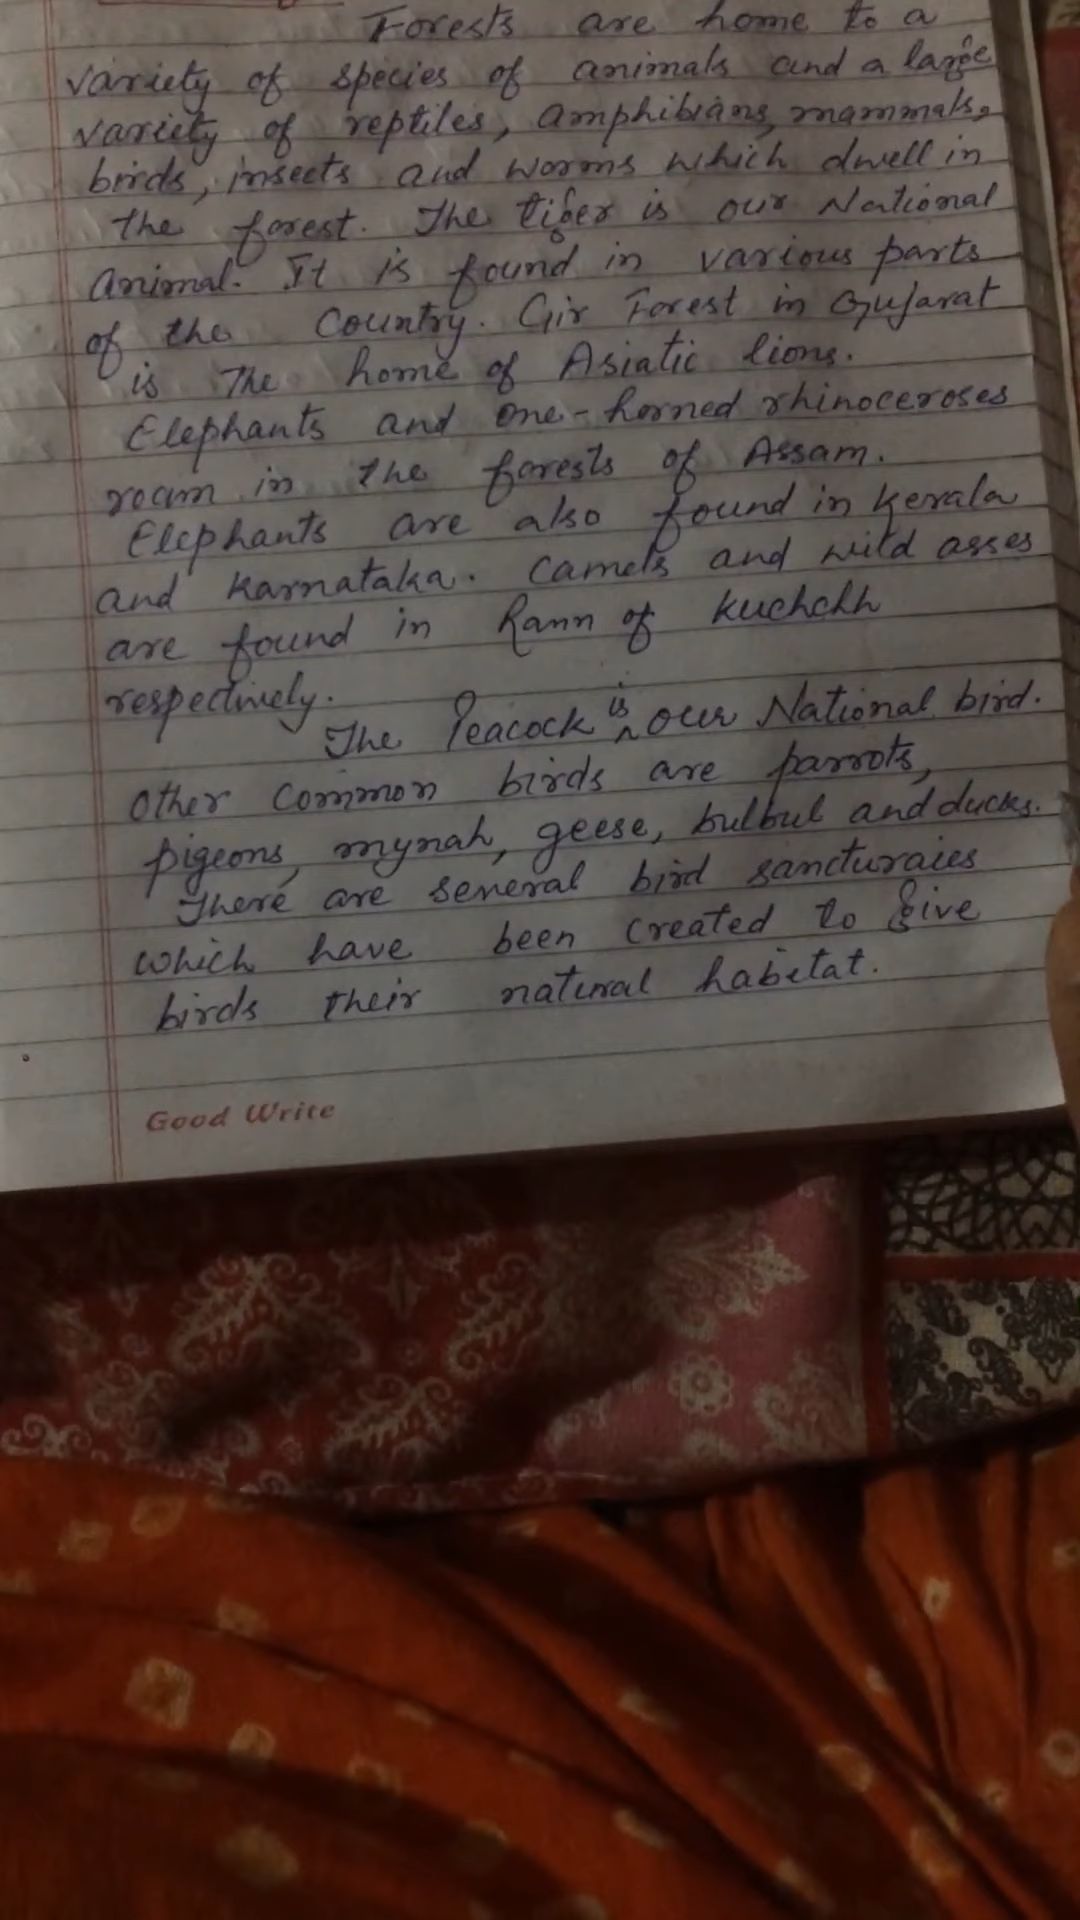 Forests are home to a
variety of species of animals and a large
variety of reptiles, amphibians, mammals,
birds, insects and worms which dwell in
the forest. The tiger is our National
animal. It is found in various parts
of the Country. Gir Forest in Gujarat
is The home of Asiatic lions.
Elephants and one-horned rhinoceroses
roam in the forests of Assam.
Elephants are also found in Kerala
and Karnataka. Camels and wild asses
are found in Rann of Kuchchh
respectively.
The Peacock is our National bird.
Other Common birds are parrots,
pigeons, mynah, geese, bulbul and ducks.
There are several bird sancturaies
which have been created to give
birds their natural habitat.
Good Write